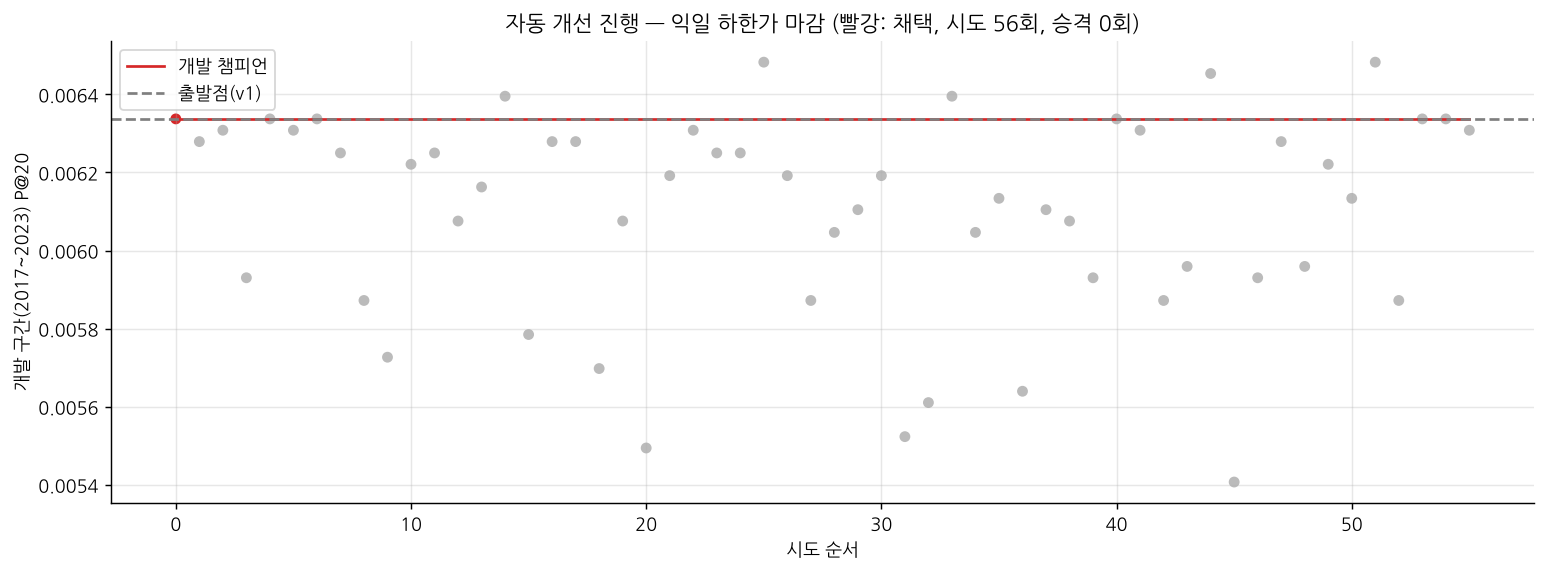 자동 개선 진행 — 익일 하한가 마감 (빨강: 채택, 시도 56회, 승격 0회)
개발 챔피언
출발점(v1)
개발 구간(2017~2023) P@20
0.0064
0.0062
0.0060
0.0058
0.0056
0.0054
0
10
20
30
40
50
시도 순서